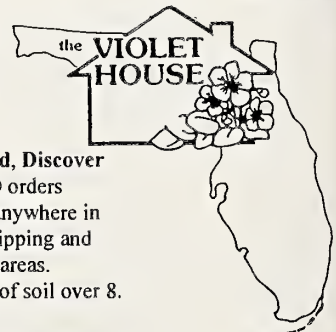 the VIOLET
HOUSE
d, Discover
orders
nywhere in
ipping and
areas.
of soil over 8.